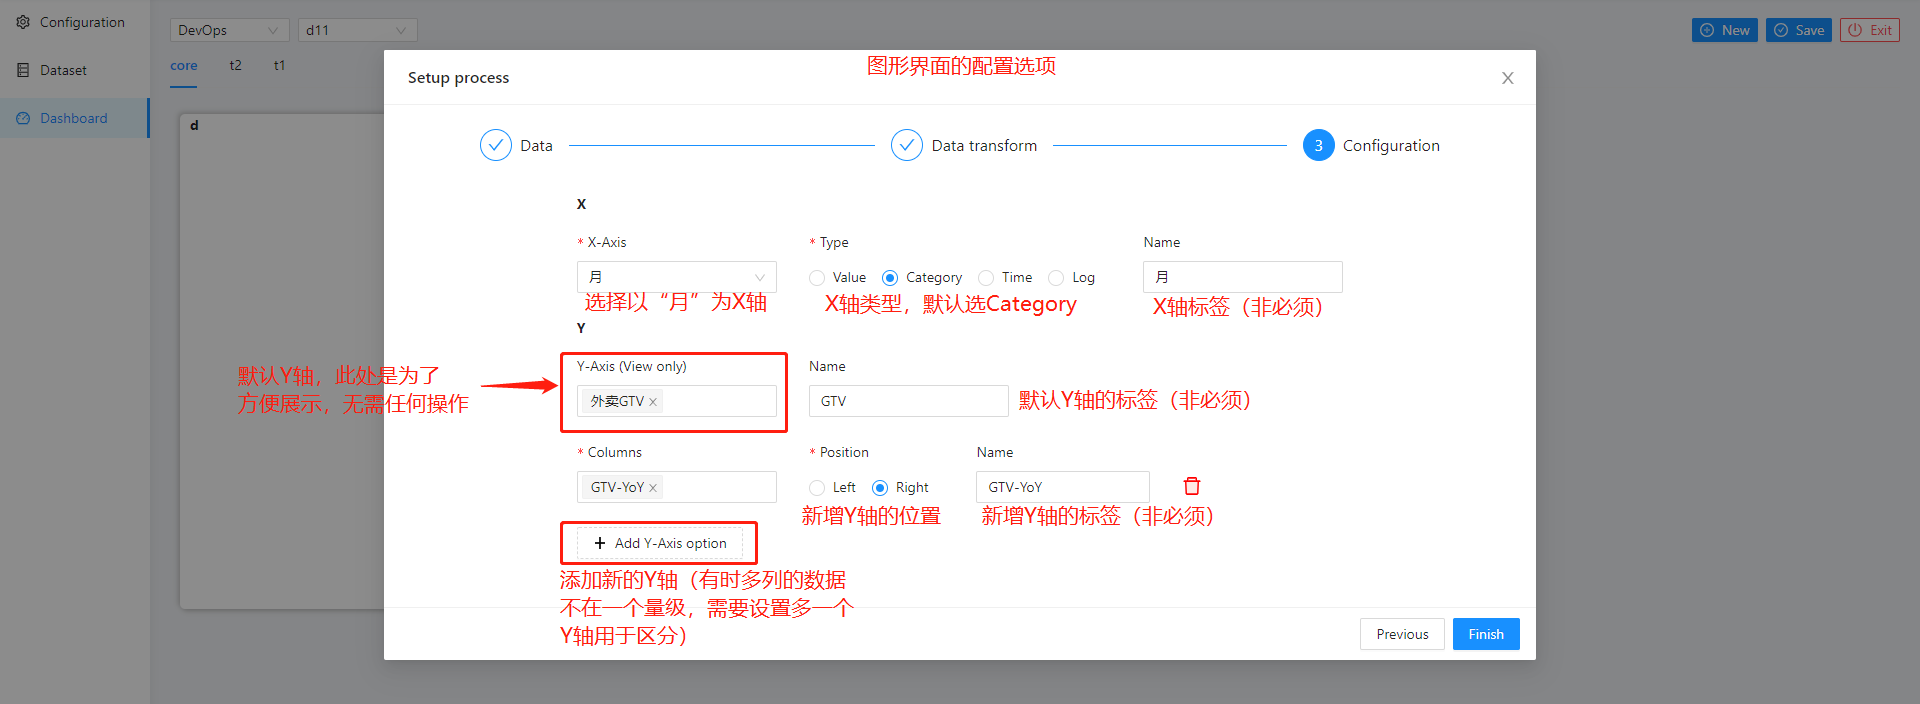 Configuration
Dataset
Dashboard
DevOps
d11
New
Save
Exit
core
t2
t1
d
Setup process
图形界面的配置选项
Data
Data transform
3
Configuration
X
* X-Axis
* Type
Name
月
Value
Category
Time
Log
月
选择以“月”为X轴
X轴类型，默认选Category
X轴标签（非必须）
Y
默认Y轴，此处是为了
方便展示，无需任何操作
Y-Axis (View only)
Name
外卖GTV
GTV
默认Y轴的标签（非必须）
* Columns
* Position
Name
GTV-YoY
Left
Right
GTV-YoY
新增Y轴的位置
新增Y轴的标签（非必须）
+ Add Y-Axis option
添加新的Y轴（有时多列的数据
不在一个量级，需要设置多一个
Y轴用于区分）
Previous
Finish